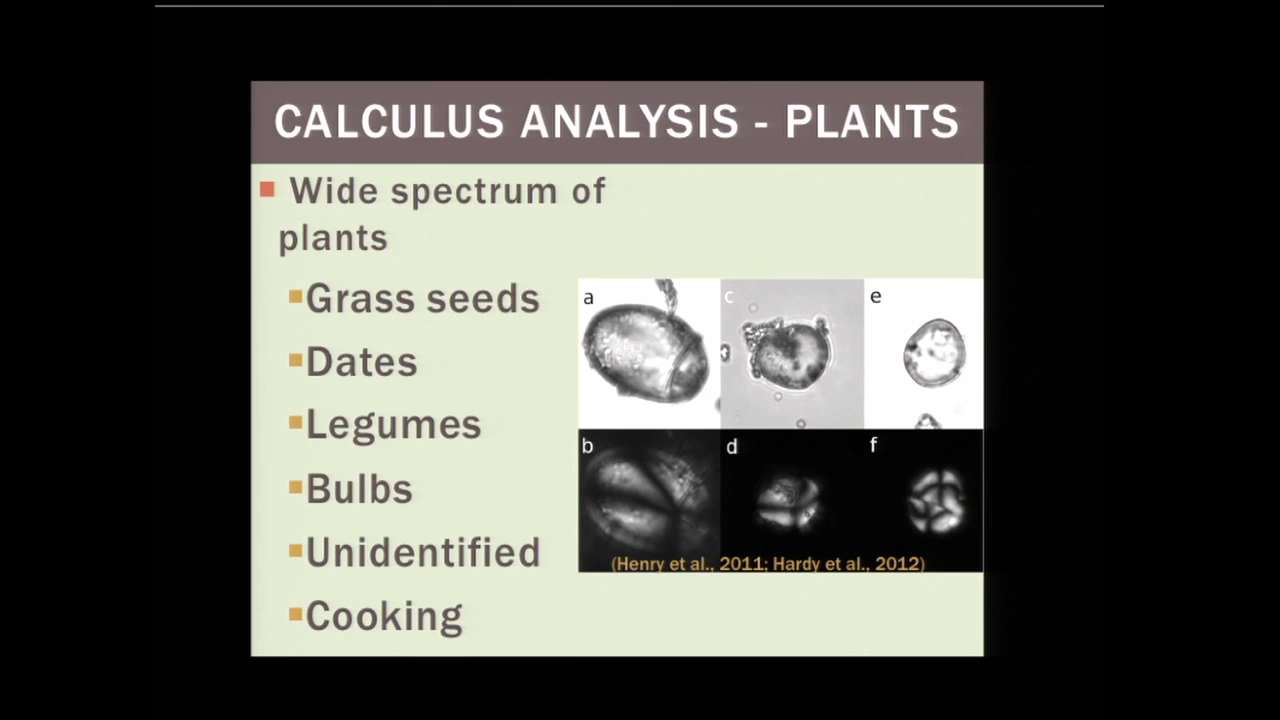 CALCULUS ANALYSIS - PLANTS
Wide spectrum of
plants
Grass seeds
Dates
Legumes
Bulbs
Unidentified
Cooking
a
c
e
b
d
f
(Henry et al., 2011; Hardy et al., 2012)